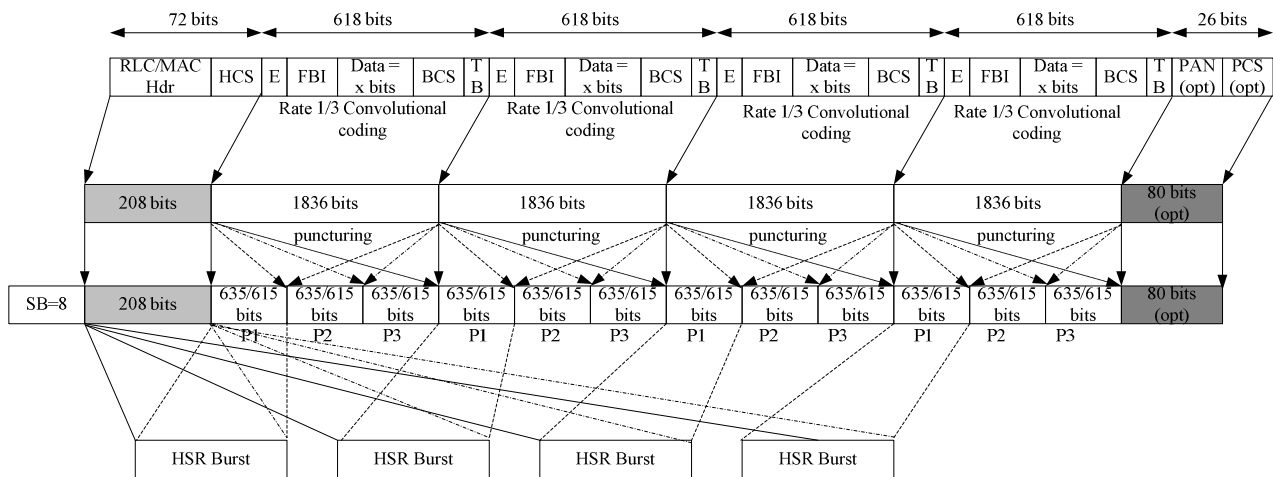 72 bits 618 bits 618 bits 618 bits 618 bits 26 bits
RLC/MAC Hdr HCS E FBI Data = x bits BCS T B E FBI Data = x bits BCS T B E FBI Data = x bits BCS T B E FBI Data = x bits BCS T B PAN (opt) PCS (opt)
Rate 1/3 Convolutional coding Rate 1/3 Convolutional coding Rate 1/3 Convolutional coding Rate 1/3 Convolutional coding
208 bits 1836 bits 1836 bits 1836 bits 1836 bits 80 bits (opt)
puncturing puncturing puncturing puncturing
SB=8 208 bits 635/615 bits 635/615 bits 635/615 bits 635/615 bits 635/615 bits 635/615 bits 635/615 bits 635/615 bits 635/615 bits 635/615 bits 635/615 bits 635/615 bits 80 bits (opt)
P1 P2 P3 P1 P2 P3 P1 P2 P3 P1 P2 P3
HSR Burst HSR Burst HSR Burst HSR Burst